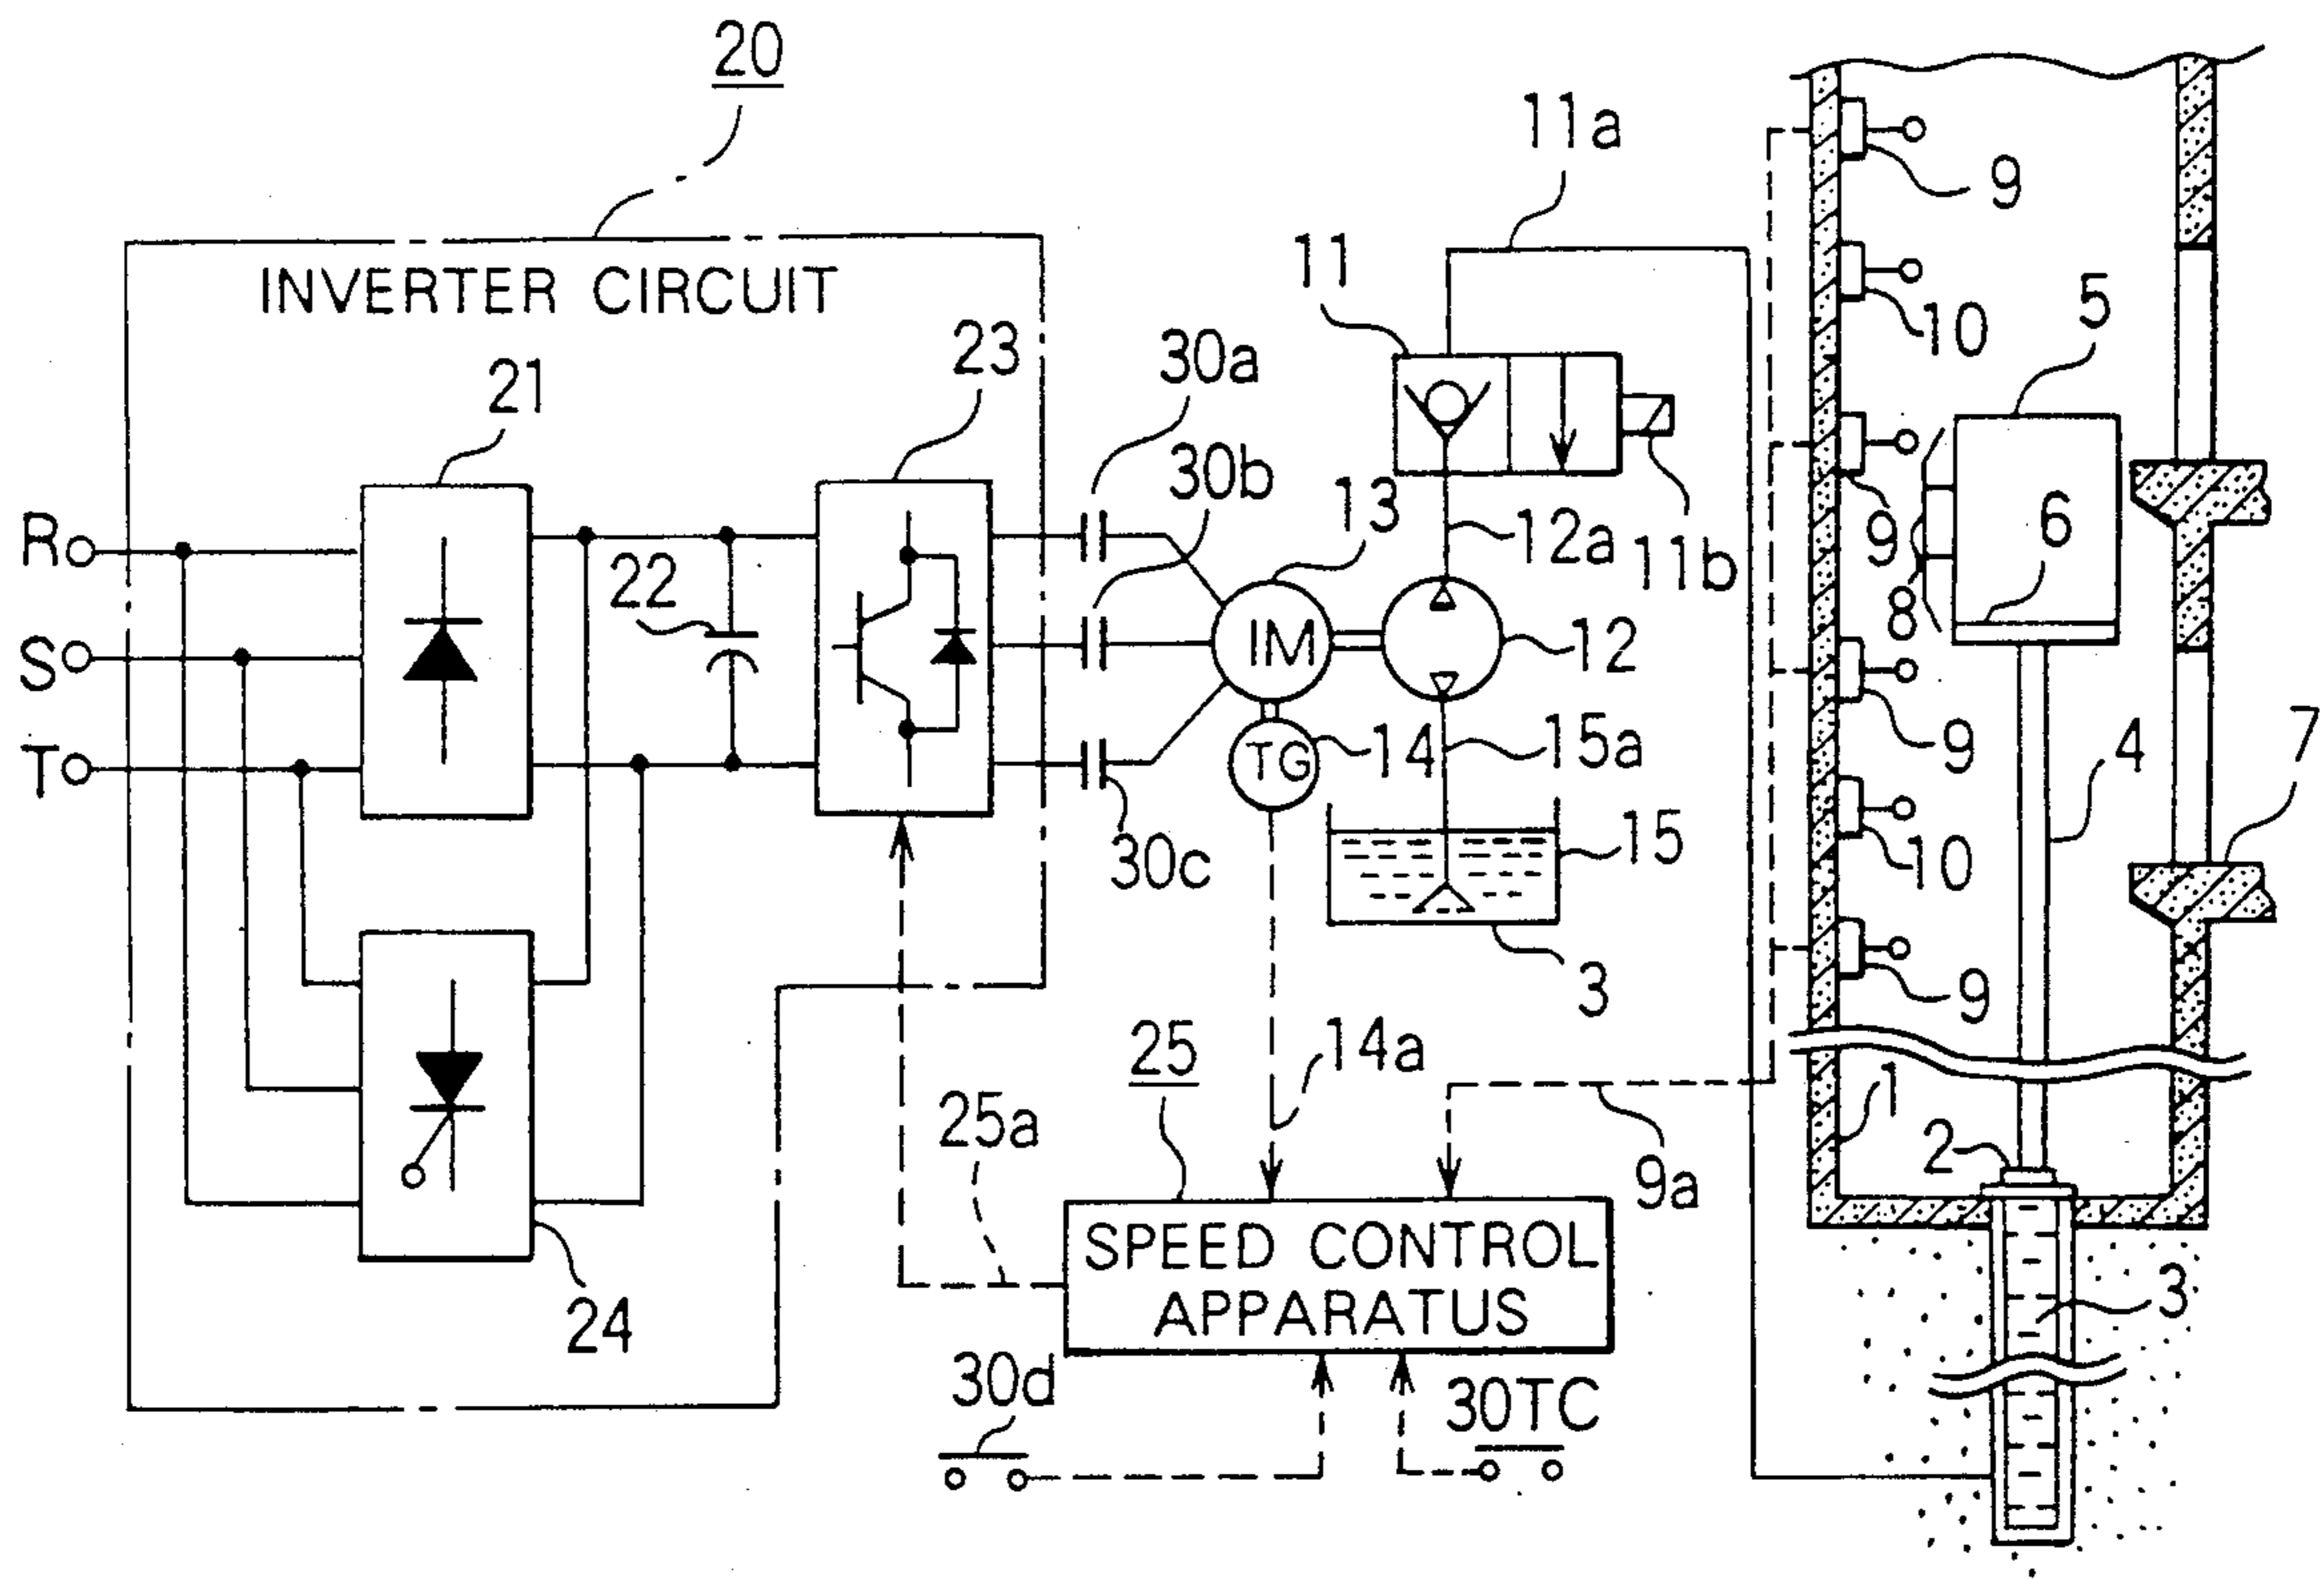 20
INVERTER CIRCUIT
21
22
23
24
R
S
T
30a
30b
30c
11
11a
11b
12a
12
13
IM
TG
14
15a
15
3
14a
25
25a
SPEED CONTROL
APPARATUS
30d
30TC
9a
9
10
9
8
9
10
9
5
6
4
7
1
2
3